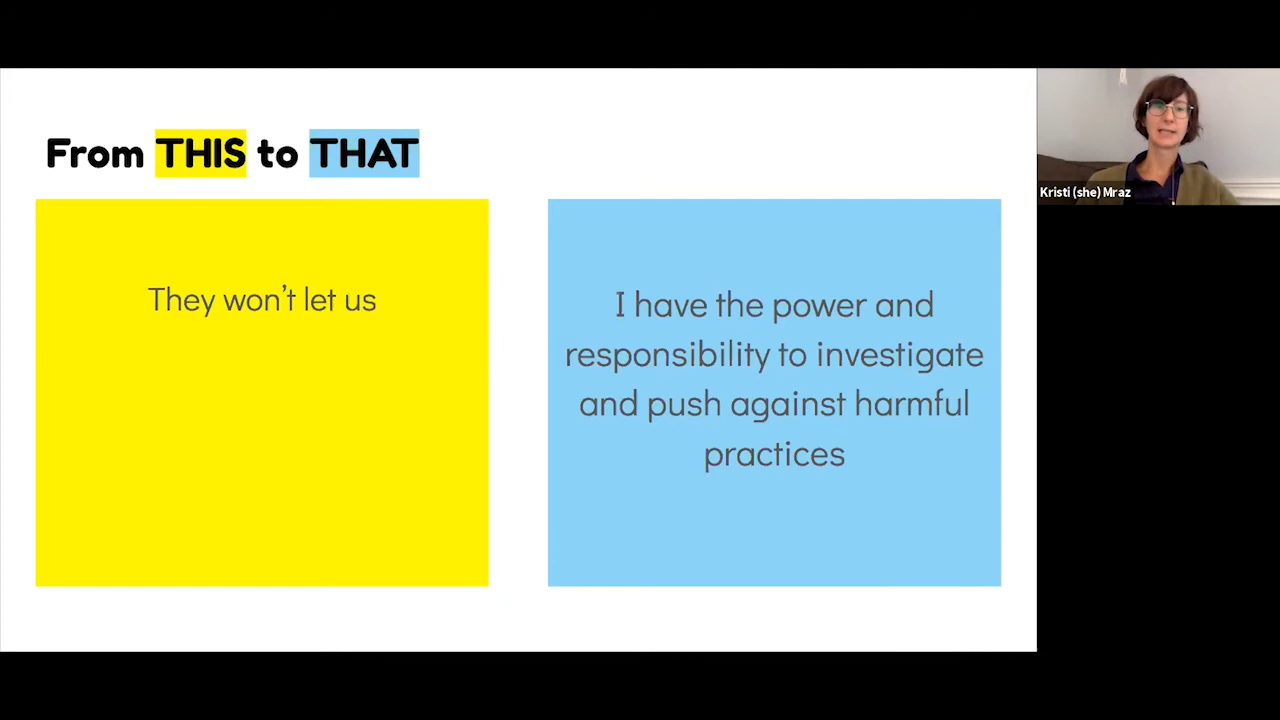 From THIS to THAT
They won’t let us
I have the power and
responsibility to investigate
and push against harmful
practices
Kristi (she) Mraz